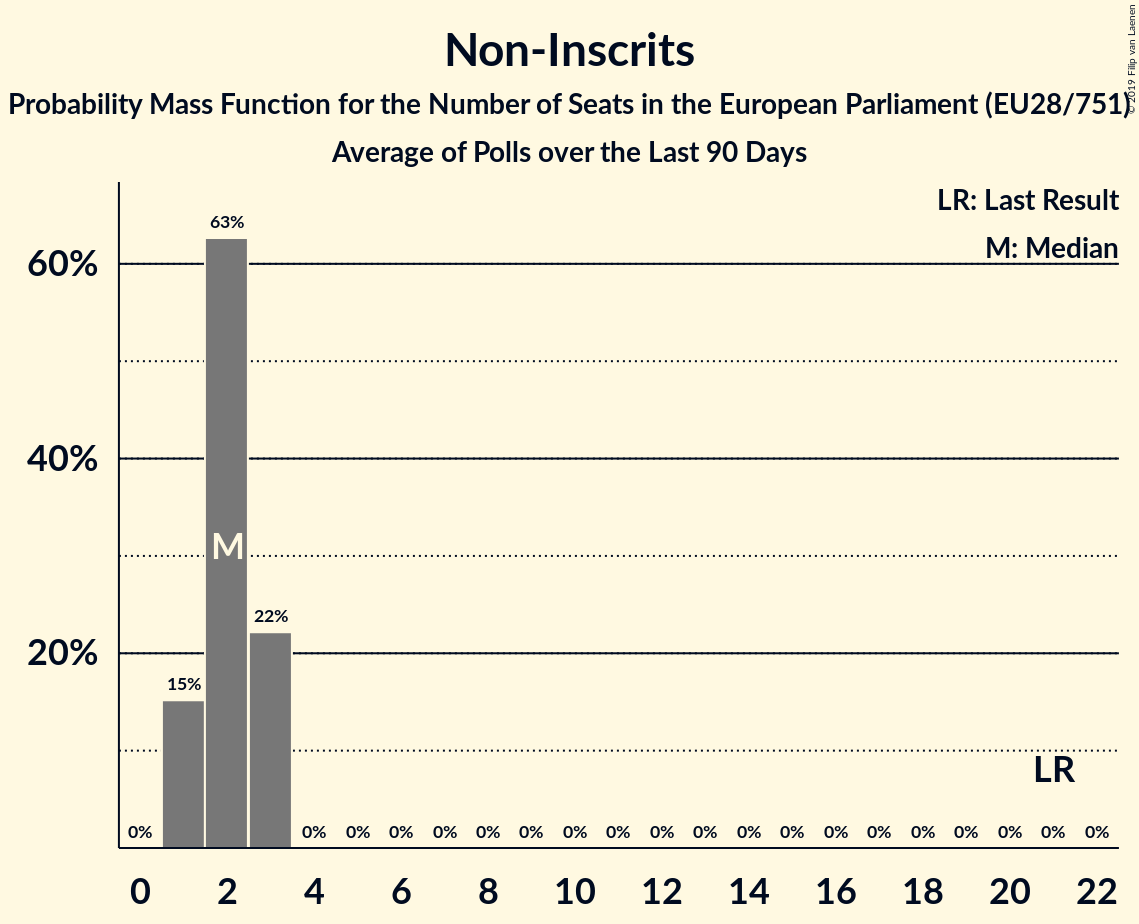 Non-Inscrits
Probability Mass Function for the Number of Seats in the European Parliament (EU28/751)
Average of Polls over the Last 90 Days
© 2019 Filip van Laenen
LR: Last Result
M: Median
63%
60%
40%
M
22%
20%
15%
LR
0% 0% 0% 0% 0% 0% 0% 0% 0% 0% 0% 0% 0% 0% 0% 0% 0% 0% 0% 0%
0 2 4 6 8 10 12 14 16 18 20 22